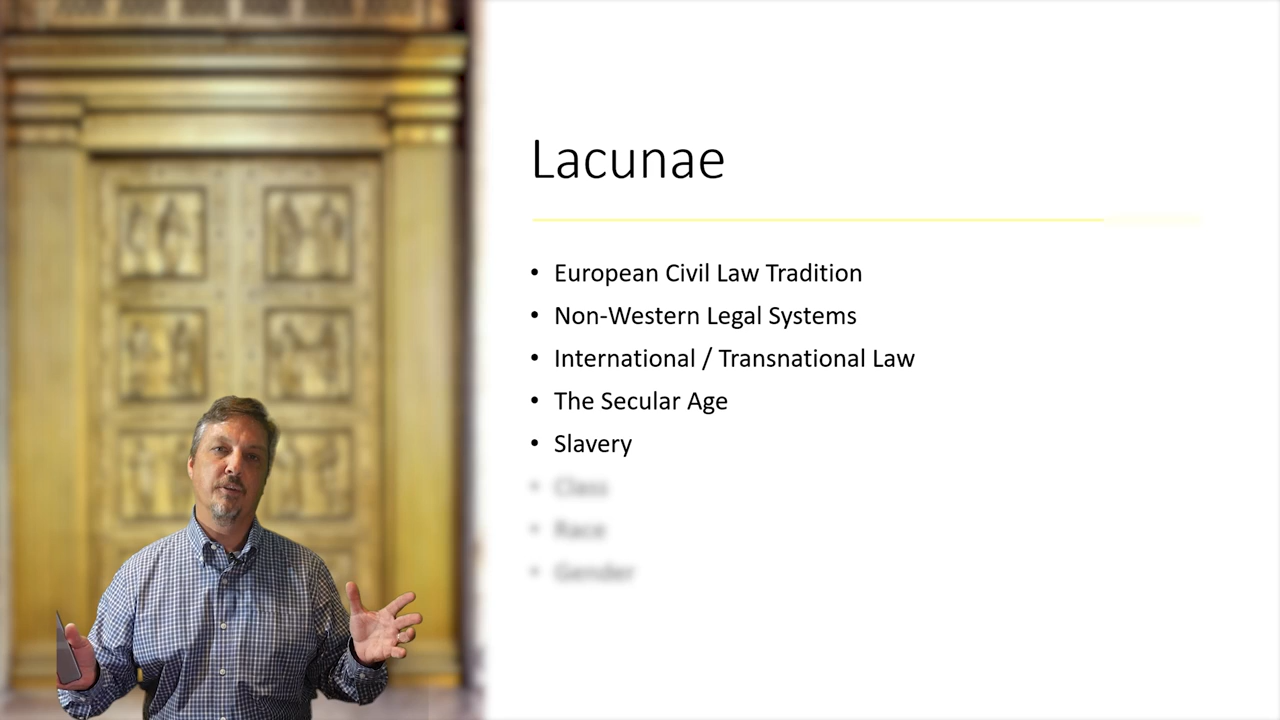 Lacunae
• European Civil Law Tradition
• Non-Western Legal Systems
• International / Transnational Law
• The Secular Age
• Slavery
• Class
• Race
• Gender